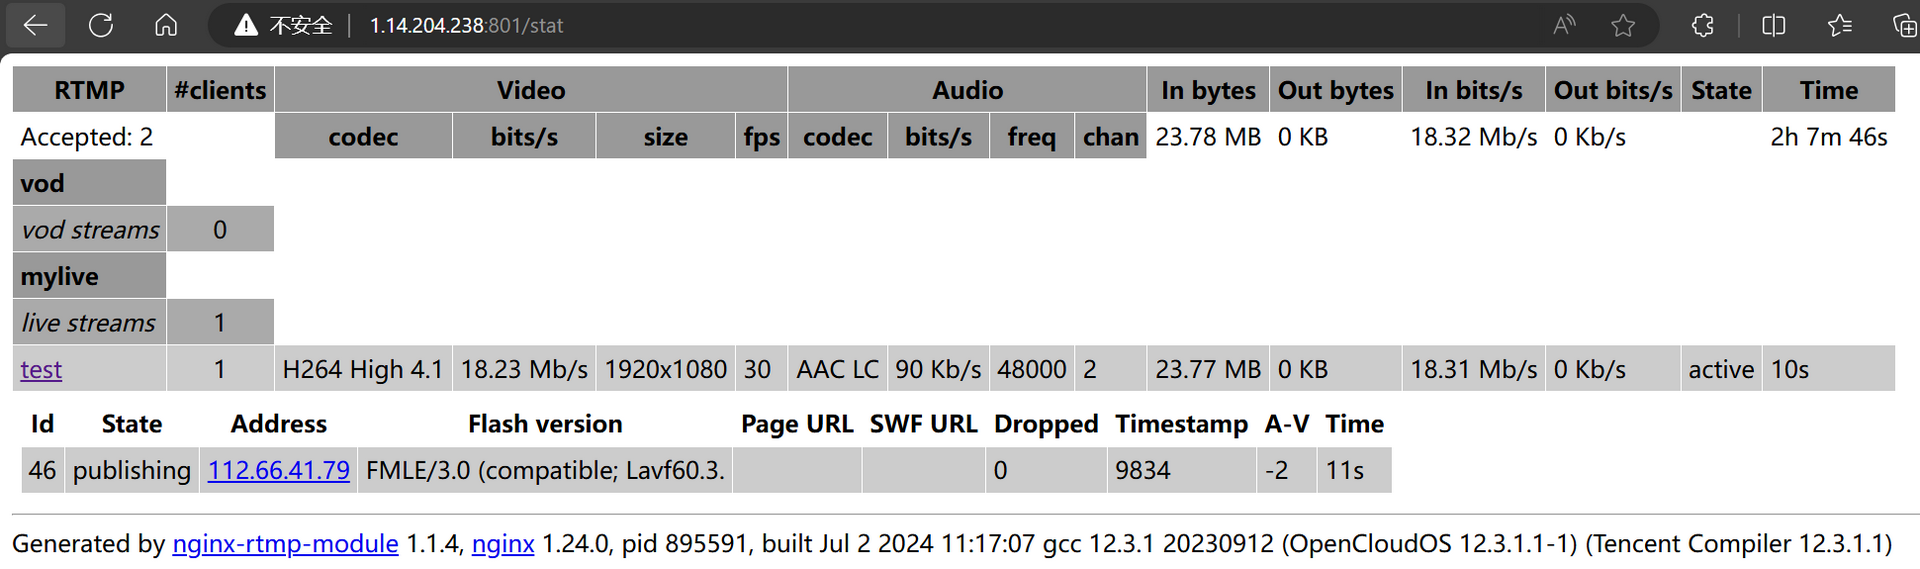 不安全 | 1.14.204.238:801/stat
RTMP #clients Video Audio In bytes Out bytes In bits/s Out bits/s State Time
Accepted: 2 codec bits/s size fps codec bits/s freq chan 23.78 MB 0 KB 18.32 Mb/s 0 Kb/s 2h 7m 46s
vod
vod streams 0
mylive
live streams 1
test 1 H264 High 4.1 18.23 Mb/s 1920x1080 30 AAC LC 90 Kb/s 48000 2 23.77 MB 0 KB 18.31 Mb/s 0 Kb/s active 10s
Id State Address Flash version Page URL SWF URL Dropped Timestamp A-V Time
46 publishing 112.66.41.79 FMLE/3.0 (compatible; Lavf60.3. 0 9834 -2 11s
Generated by nginx-rtmp-module 1.1.4, nginx 1.24.0, pid 895591, built Jul 2 2024 11:17:07 gcc 12.3.1 20230912 (OpenCloudOS 12.3.1.1-1) (Tencent Compiler 12.3.1.1)